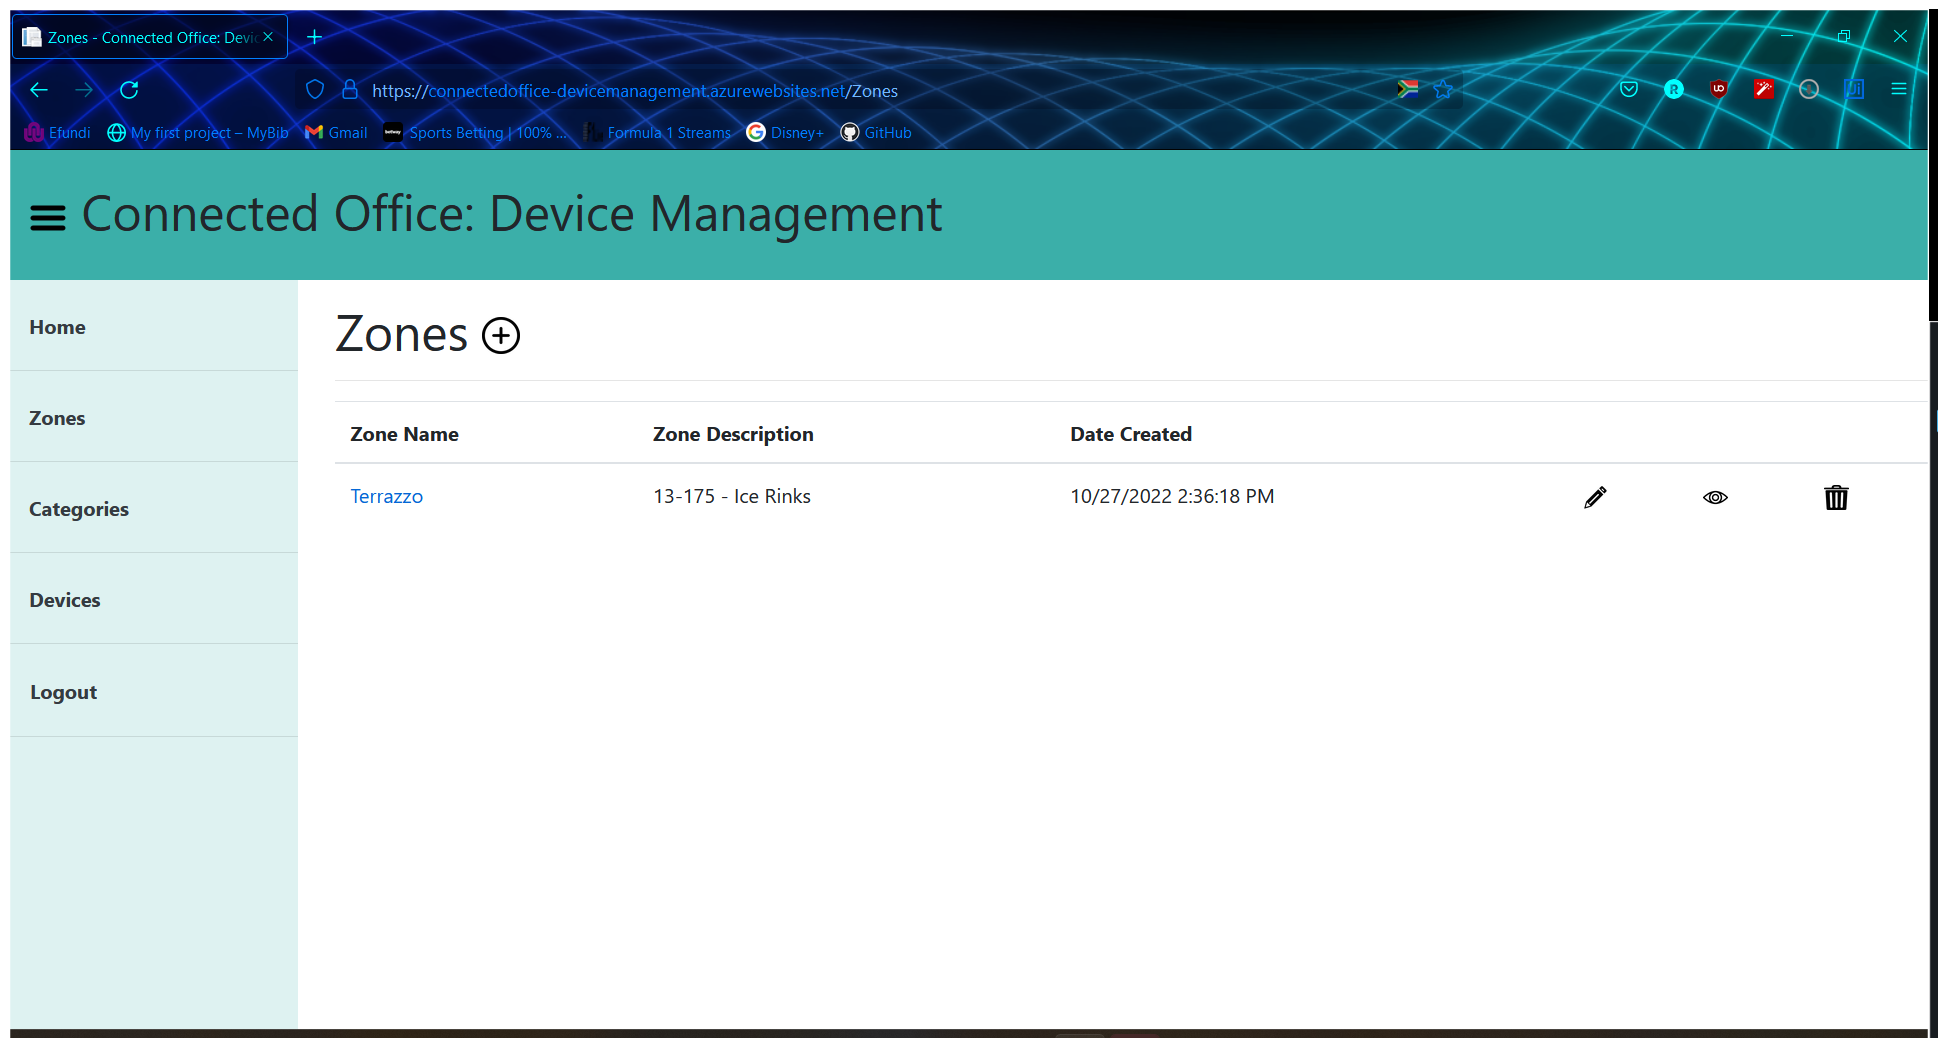 Zones - Connected Office: Devi
https://connectedoffice-devicemanagement.azurewebsites.net/Zones
Efundi My first project – MyBib Gmail Sports Betting | 100% ... Formula 1 Streams Disney+ GitHub
Connected Office: Device Management
Home
Zones
Categories
Devices
Logout
Zones
Zone Name Zone Description Date Created
Terrazzo 13-175 - Ice Rinks 10/27/2022 2:36:18 PM